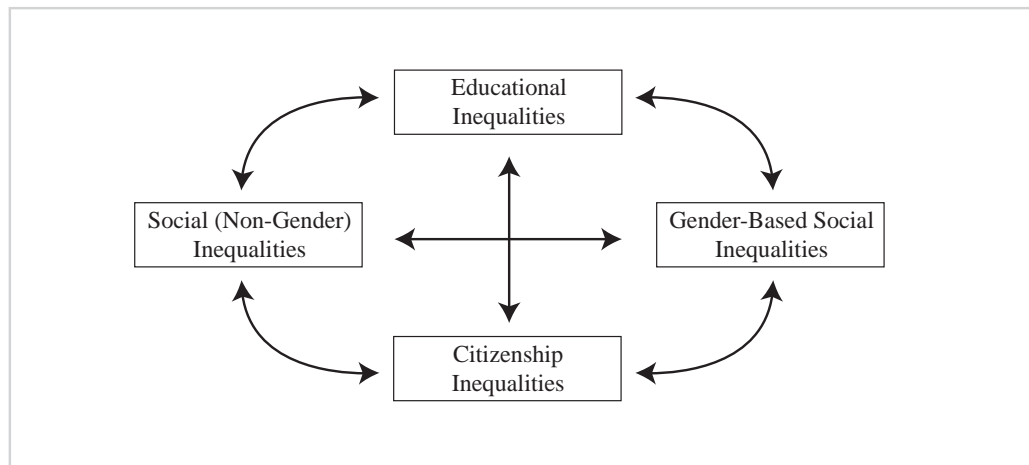 Educational
Inequalities
Social (Non-Gender)
Inequalities
Gender-Based Social
Inequalities
Citizenship
Inequalities